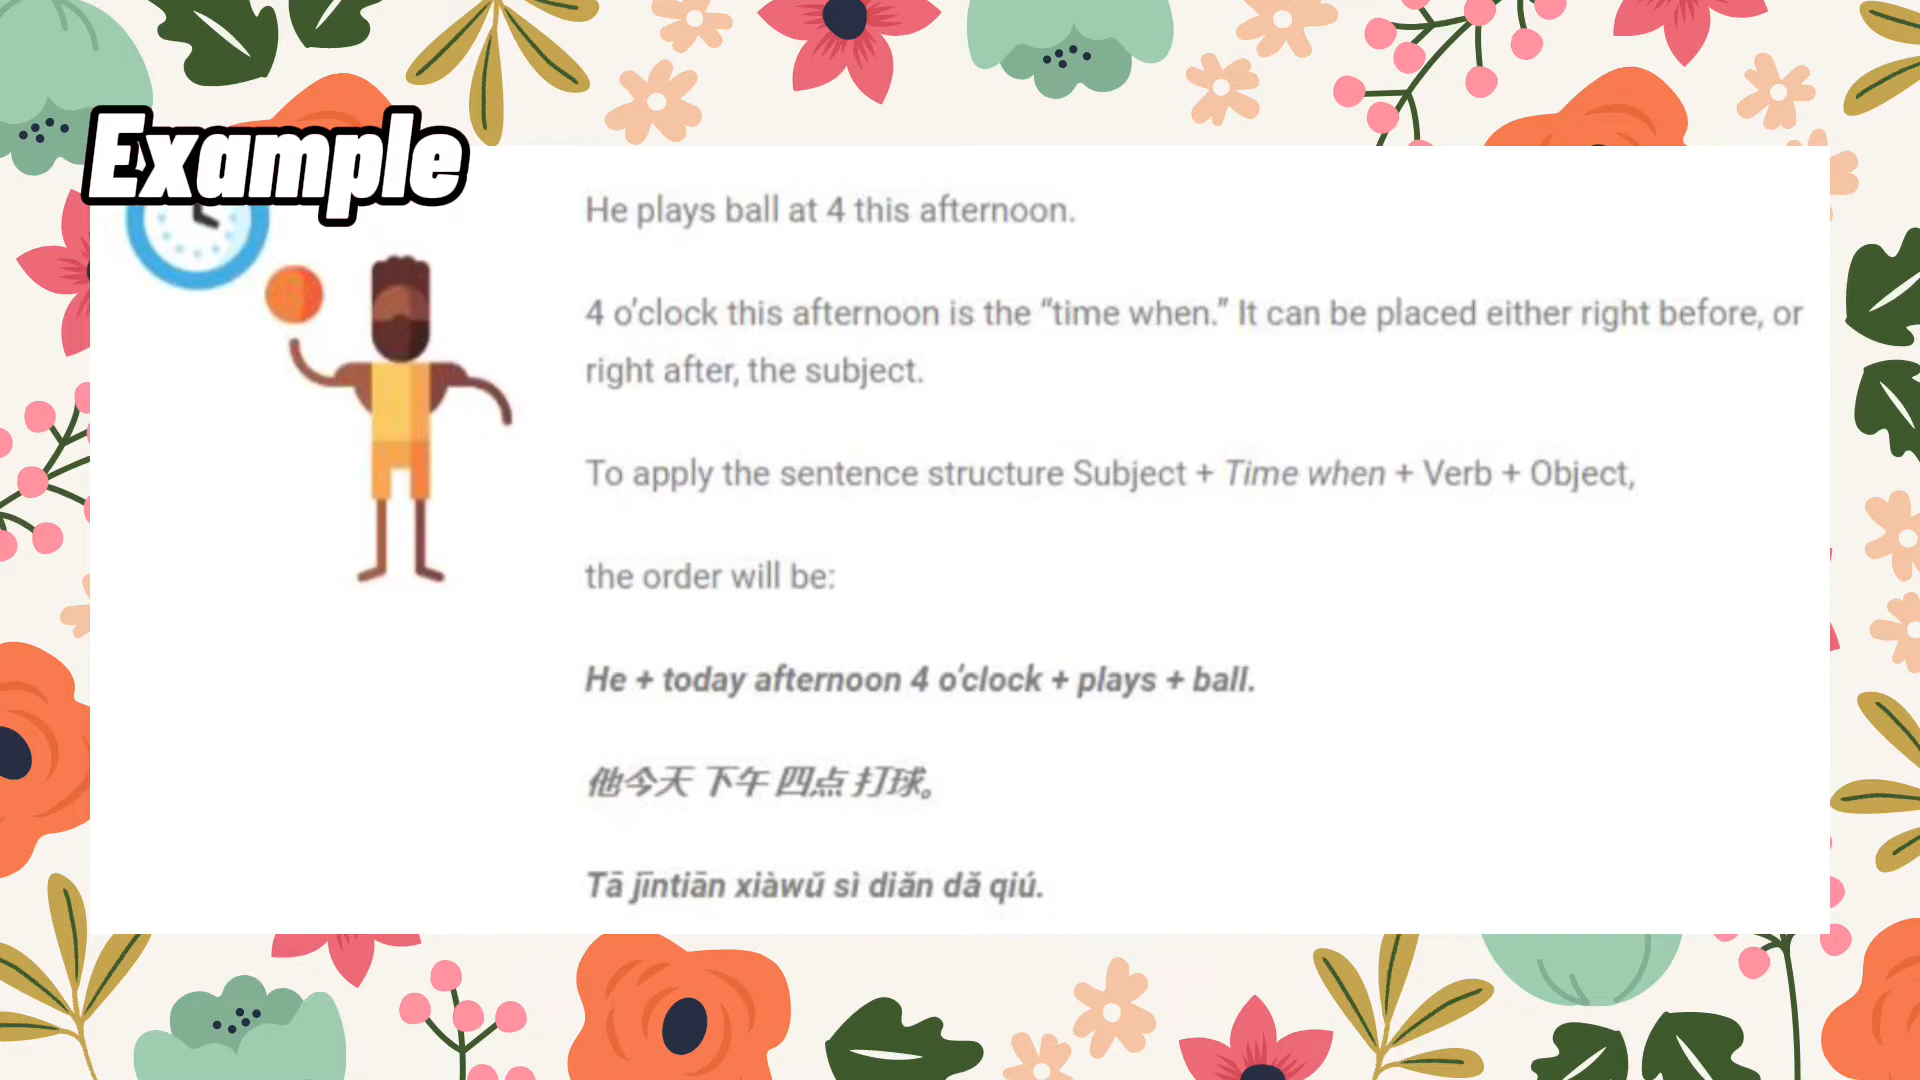 Example
He plays ball at 4 this afternoon.
4 o’clock this afternoon is the “time when.” It can be placed either right before, or
right after, the subject.
To apply the sentence structure Subject + Time when + Verb + Object,
the order will be:
He + today afternoon 4 o’clock + plays + ball.
他今天 下午 四点 打球。
Tā jīntiān xiàwǔ sì diǎn dǎ qiú.